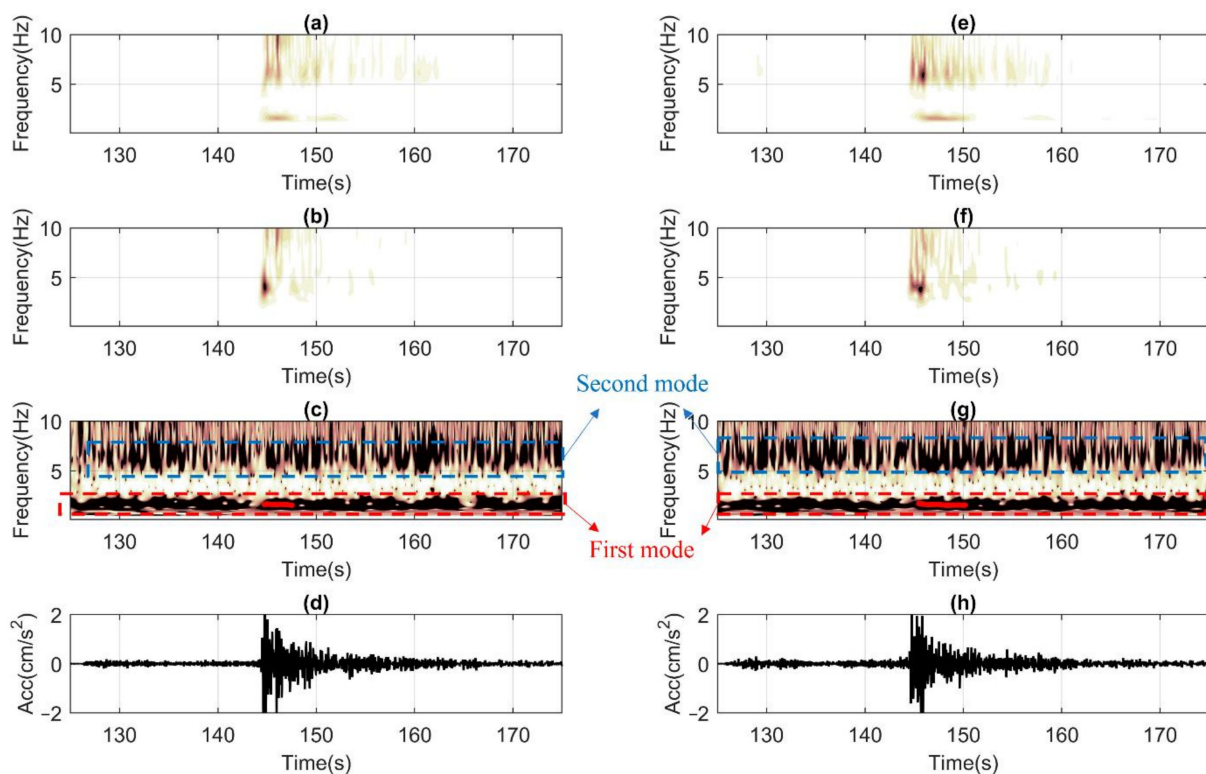 (a)
10
5
Frequency(Hz)
130 140 150 160 170
Time(s)
(e)
10
5
Frequency(Hz)
130 140 150 160 170
Time(s)
(b)
10
5
Frequency(Hz)
130 140 150 160 170
Time(s)
(f)
10
5
Frequency(Hz)
130 140 150 160 170
Time(s)
Second mode
(c)
10
5
Frequency(Hz)
130 140 150 160 170
Time(s)
(g)
10
5
Frequency(Hz)
130 140 150 160 170
Time(s)
First mode
(d)
2
0
-2
Acc(cm/s²)
130 140 150 160 170
Time(s)
(h)
2
0
-2
Acc(cm/s²)
130 140 150 160 170
Time(s)